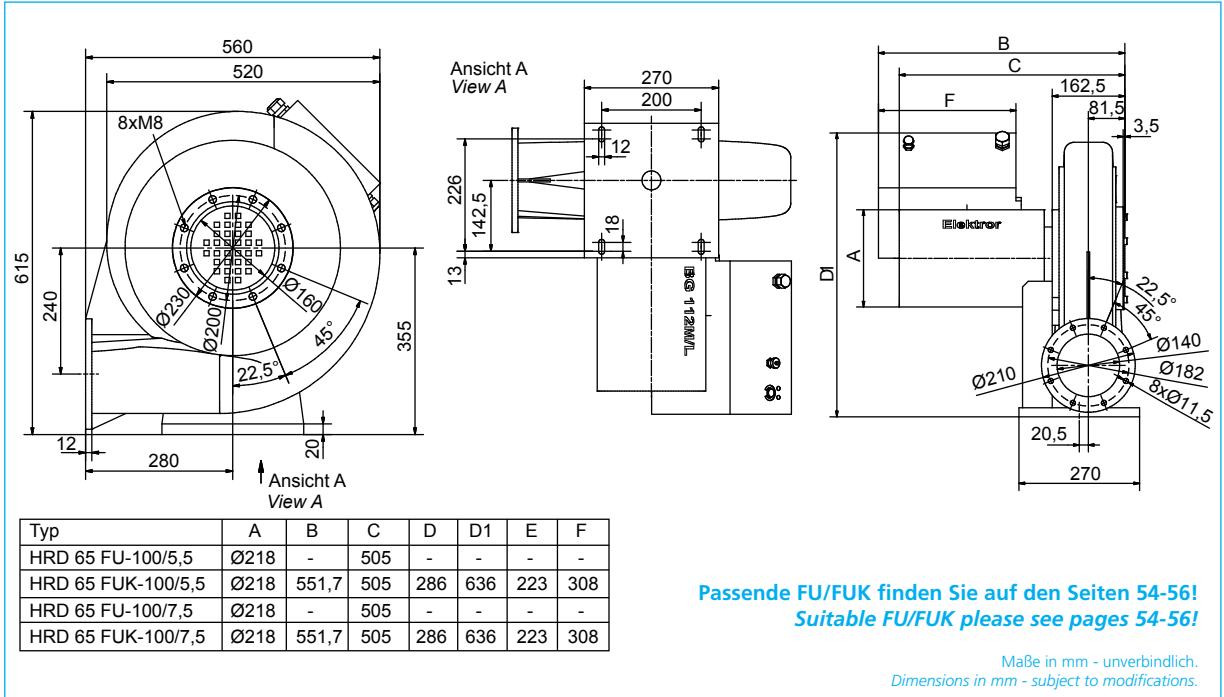 560
520
8xM8
615
240
355
Ø230
Ø200
Ø160
45°
22,5°
12
280
20
Ansicht A
View A
Ansicht A
View A
270
200
12
226
142,5
18
13
BG 112M/L
B
C
162,5
F
81,5
3,5
Elektror
A
D1
22,5°
45°
Ø140
Ø182
Ø210
8xØ11,5
20,5
270
Typ A B C D D1 E F
HRD 65 FU-100/5,5 Ø218 - 505 - - - -
HRD 65 FUK-100/5,5 Ø218 551,7 505 286 636 223 308
HRD 65 FU-100/7,5 Ø218 - 505 - - - -
HRD 65 FUK-100/7,5 Ø218 551,7 505 286 636 223 308
Passende FU/FUK finden Sie auf den Seiten 54-56!
Suitable FU/FUK please see pages 54-56!
Maße in mm - unverbindlich.
Dimensions in mm - subject to modifications.